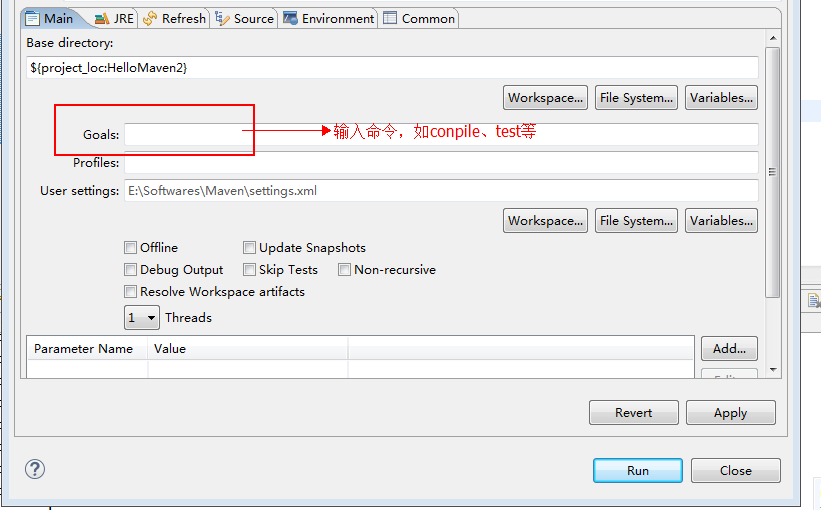 Main JRE Refresh Source Environment Common
Base directory:
${project_loc:HelloMaven2}
Workspace... File System... Variables...
Goals: 输入命令，如conpile、test等
Profiles:
User settings: E:\Softwares\Maven\settings.xml
Workspace... File System... Variables...
Offline Update Snapshots
Debug Output Skip Tests Non-recursive
Resolve Workspace artifacts
1 Threads
Parameter Name Value Add...
Revert Apply
Run Close